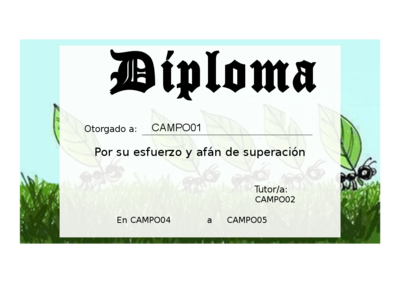 Diploma
Otorgado a: CAMPO01
Por su esfuerzo y afán de superación
Tutor/a:
CAMPO02
En CAMPO04 a CAMPO05